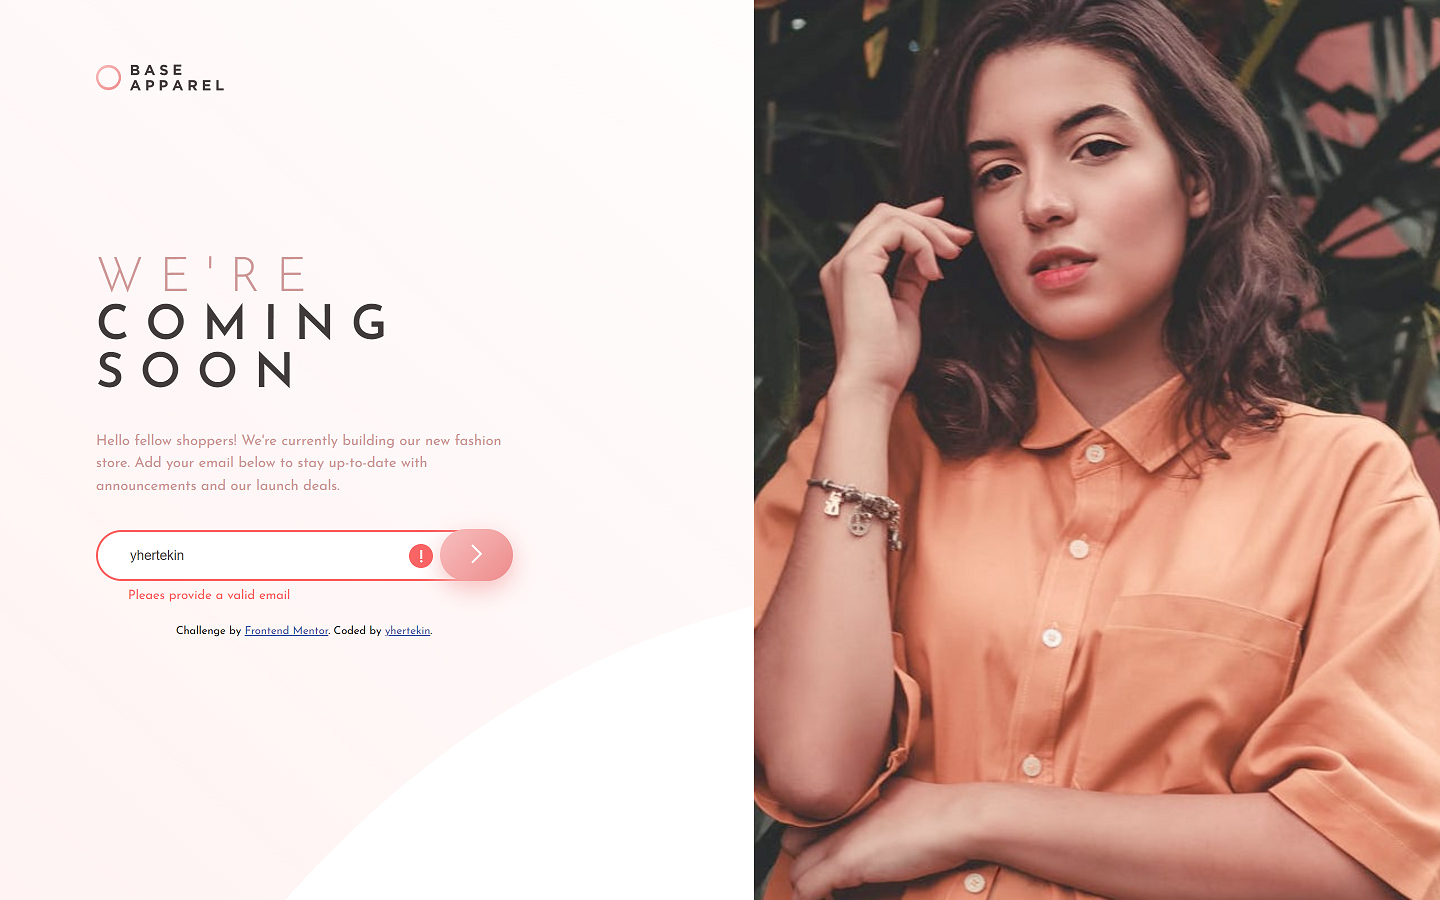 BASE
APPAREL
WE'RE
COMING
SOON
Hello fellow shoppers! We're currently building our new fashion
store. Add your email below to stay up-to-date with
announcements and our launch deals.
yhertekin
!
Pleaes provide a valid email
Challenge by Frontend Mentor. Coded by yhertekin.